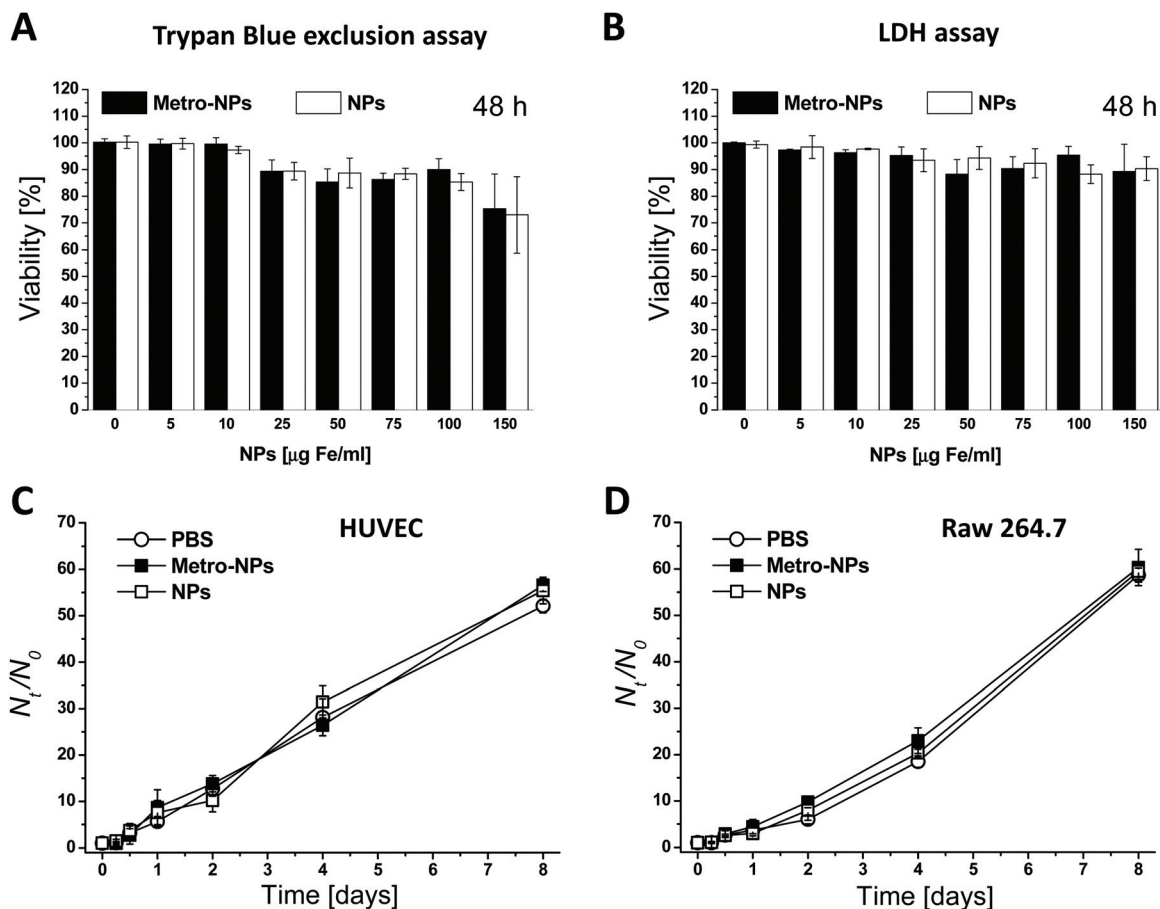 A
Trypan Blue exclusion assay
Metro-NPs NPs 48 h
Viability [%]
120
110
100
90
80
70
60
50
40
30
20
10
0
0 5 10 25 50 75 100 150
NPs [µg Fe/ml]
B
LDH assay
Metro-NPs NPs 48 h
Viability [%]
120
110
100
90
80
70
60
50
40
30
20
10
0
0 5 10 25 50 75 100 150
NPs [µg Fe/ml]
C
HUVEC
PBS
Metro-NPs
NPs
Nt/N0
70
60
50
40
30
20
10
0
0 1 2 3 4 5 6 7 8
Time [days]
D
Raw 264.7
PBS
Metro-NPs
NPs
Nt/N0
70
60
50
40
30
20
10
0
0 1 2 3 4 5 6 7 8
Time [days]